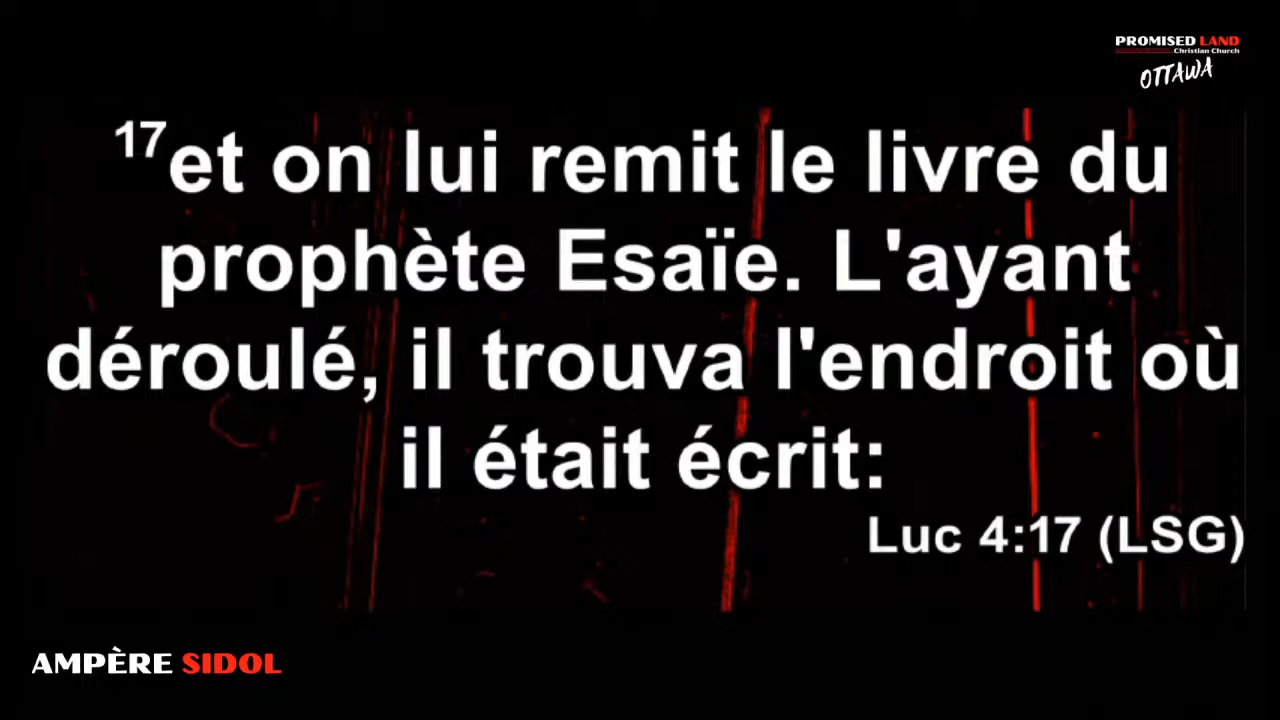 PROMISED LAND
Christian Church
OTTAWA
17et on lui remit le livre du
prophète Esaïe. L'ayant
déroulé, il trouva l'endroit où
il était écrit:
Luc 4:17 (LSG)
AMPÈRE SIDOL